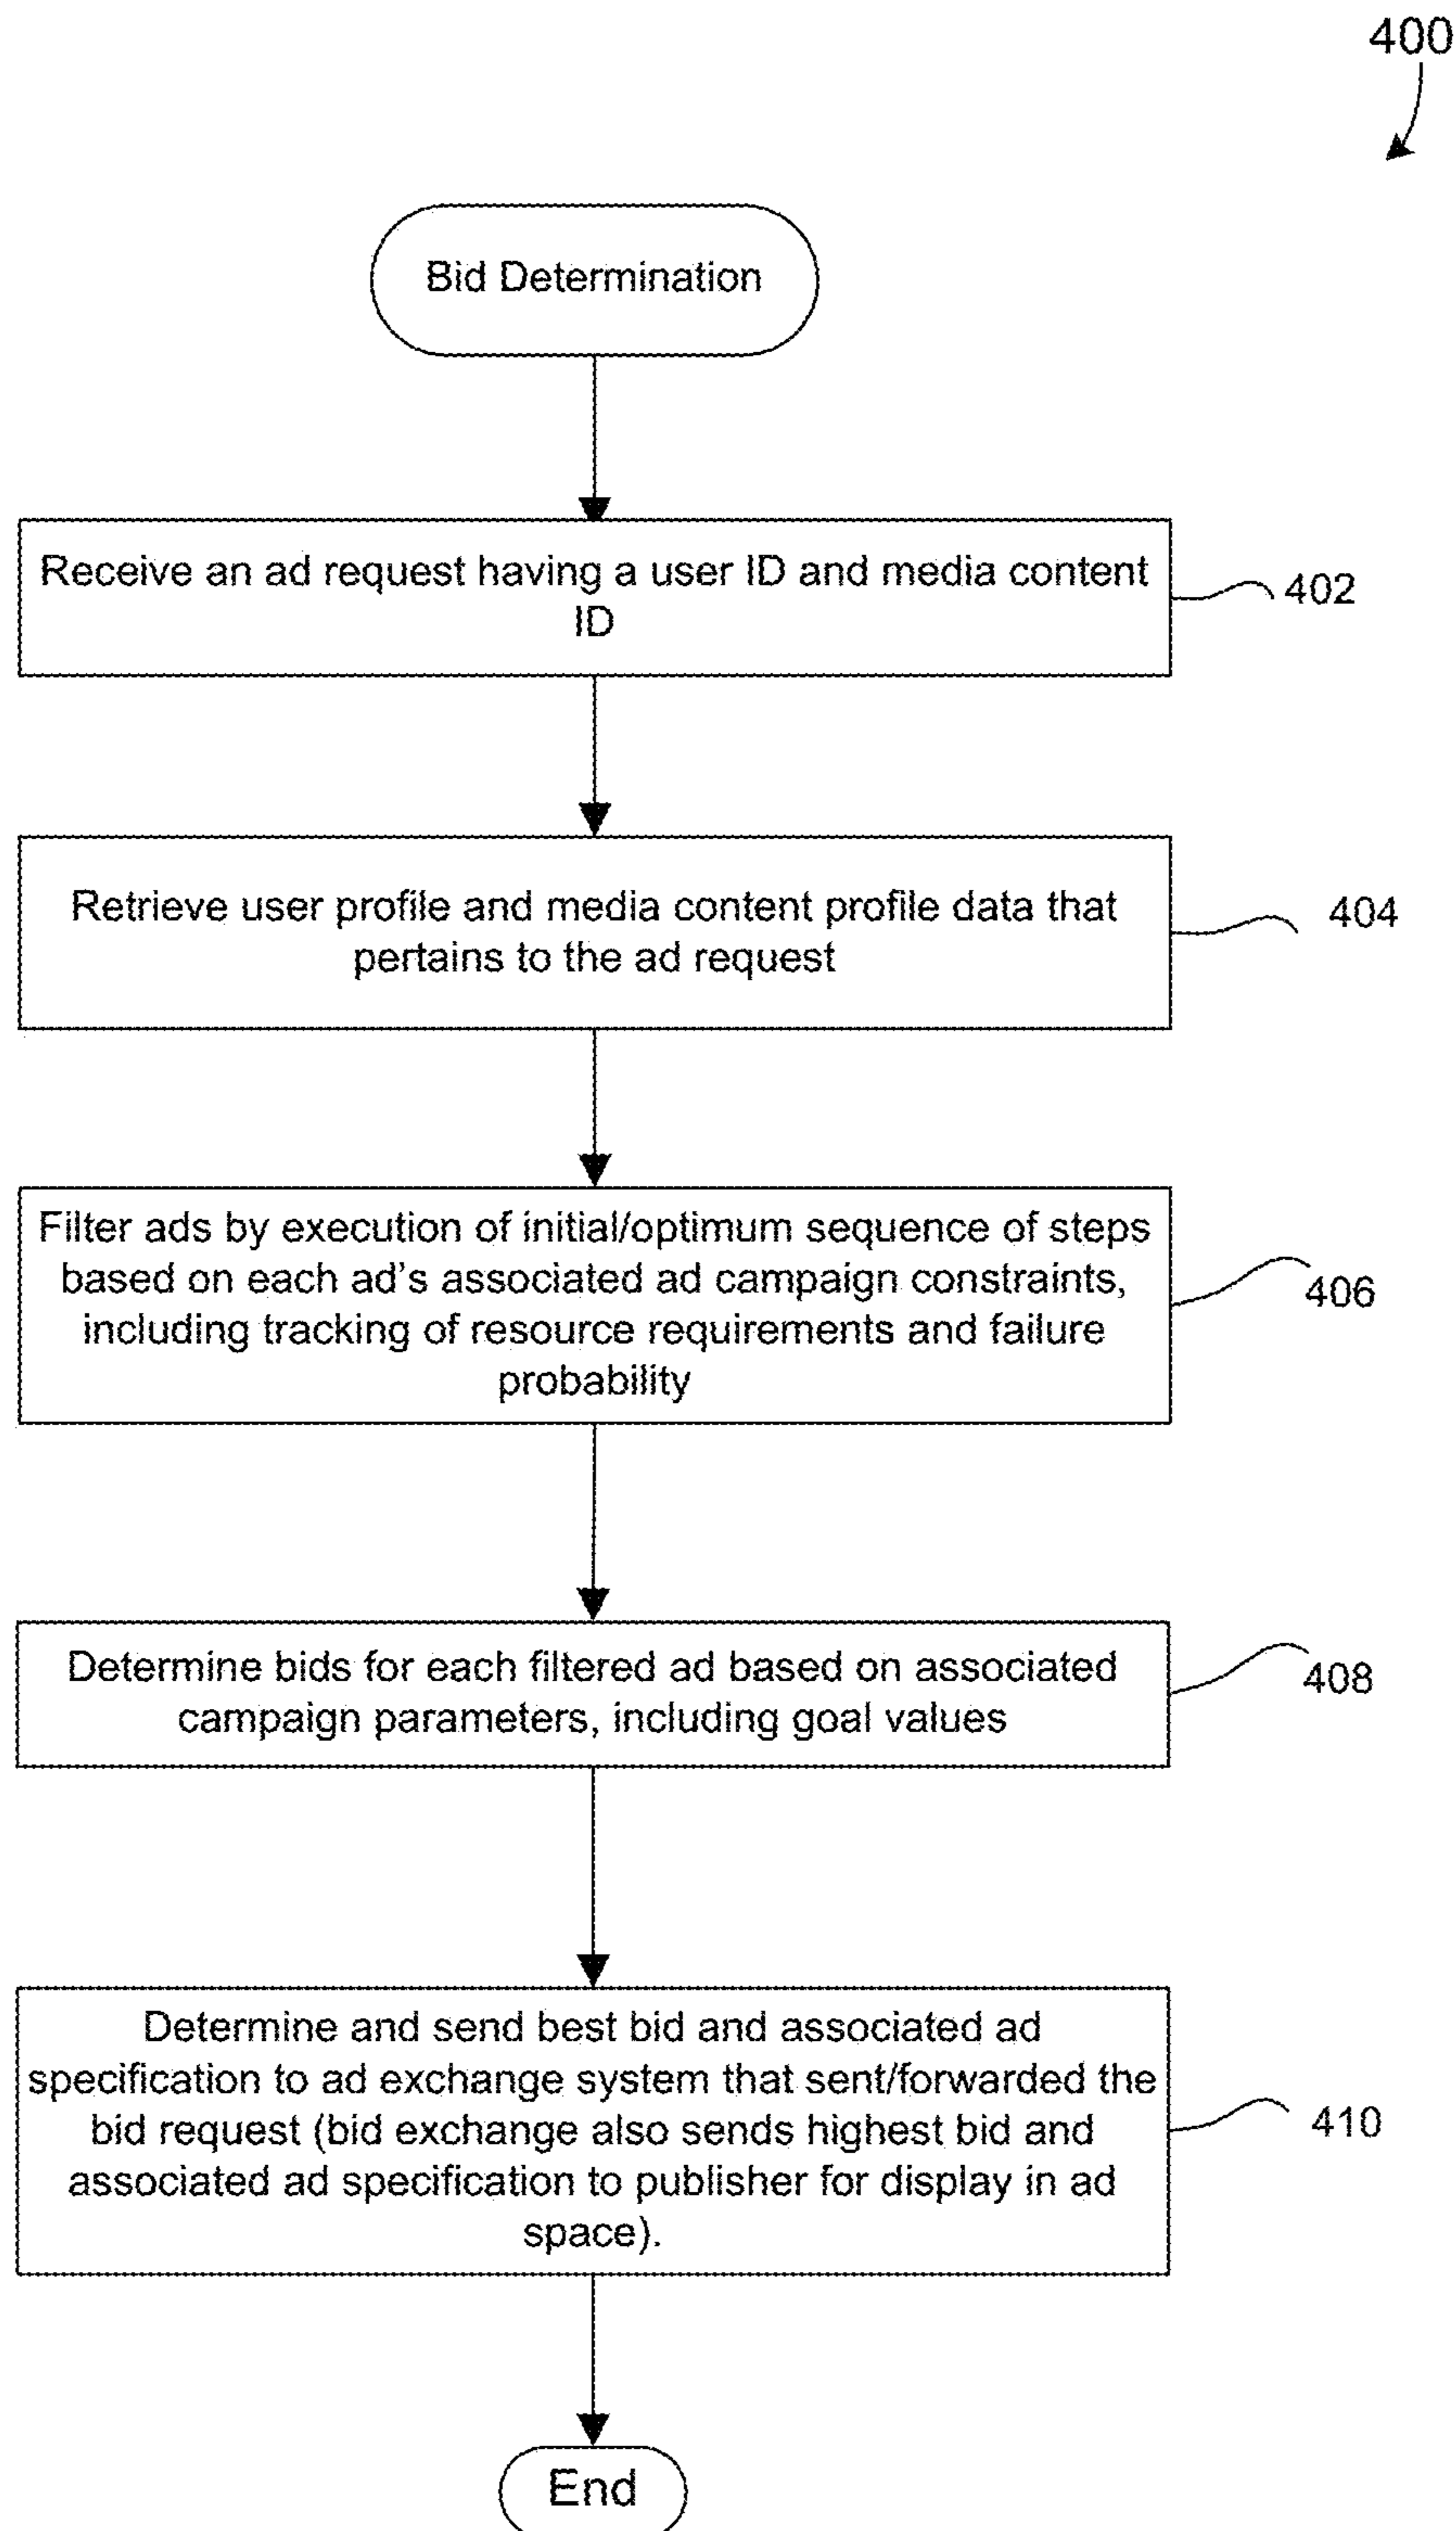 400
Bid Determination
Receive an ad request having a user ID and media content
ID
402
Retrieve user profile and media content profile data that
pertains to the ad request
404
Filter ads by execution of initial/optimum sequence of steps
based on each ad's associated ad campaign constraints,
including tracking of resource requirements and failure
probability
406
Determine bids for each filtered ad based on associated
campaign parameters, including goal values
408
Determine and send best bid and associated ad
specification to ad exchange system that sent/forwarded the
bid request (bid exchange also sends highest bid and
associated ad specification to publisher for display in ad
space).
410
End